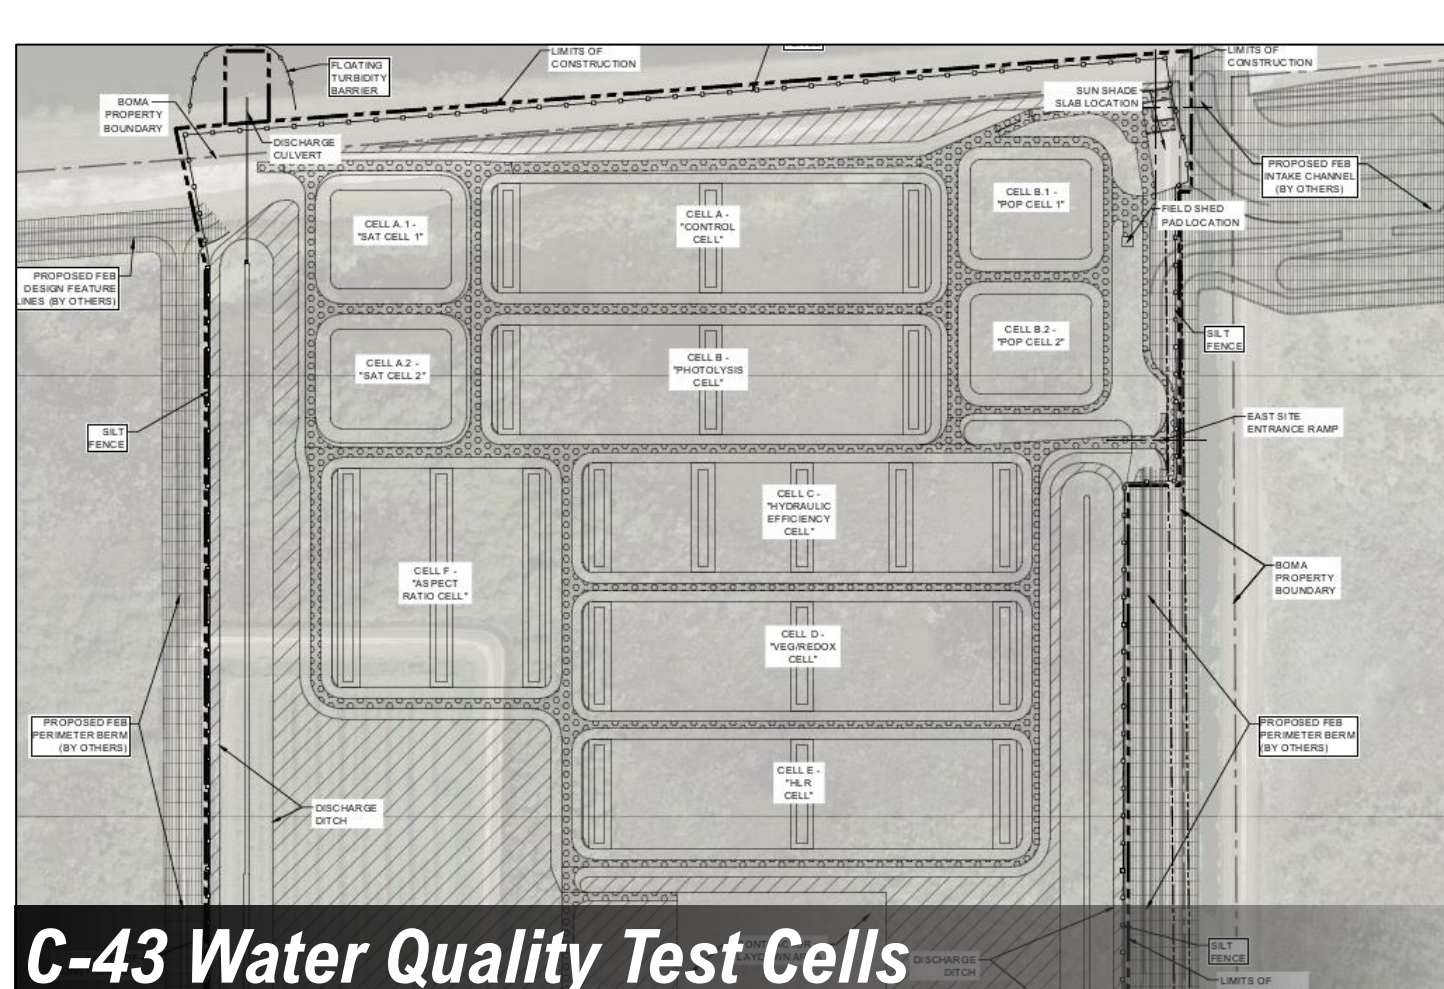 LIMITS OF
CONSTRUCTION
LIMITS OF
CONSTRUCTION
FLOATING
TURBIDITY
BARRIER
BOMA
PROPERTY
BOUNDARY
DISCHARGE
CULVERT
SUN SHADE
SLAB LOCATION
PROPOSED FEB
INTAKE CHANNEL
(BY OTHERS)
CELL A.1 -
"SAT CELL 1"
CELL A -
"CONTROL
CELL"
CELL B.1 -
"POP CELL 1"
FIELD SHED
PAD LOCATION
PROPOSED FEB
DESIGN FEATURE
LINES (BY OTHERS)
CELL A.2 -
"SAT CELL 2"
CELL B -
"PHOTOLYSIS
CELL"
CELL B.2 -
"POP CELL 2"
SILT
FENCE
SILT
FENCE
EAST SITE
ENTRANCE RAMP
CELL C -
"HYDRAULIC
EFFICIENCY
CELL"
CELL F -
"ASPECT
RATIO CELL"
BOMA
PROPERTY
BOUNDARY
CELL D -
"VEG/REDOX
CELL"
PROPOSED FEB
PERIMETER BERM
(BY OTHERS)
PROPOSED FEB
PERIMETER BERM
(BY OTHERS)
CELL E -
"HLR
CELL"
DISCHARGE
DITCH
C-43 Water Quality Test Cells
DISCHARGE
DITCH
SILT
FENCE
LIMITS OF